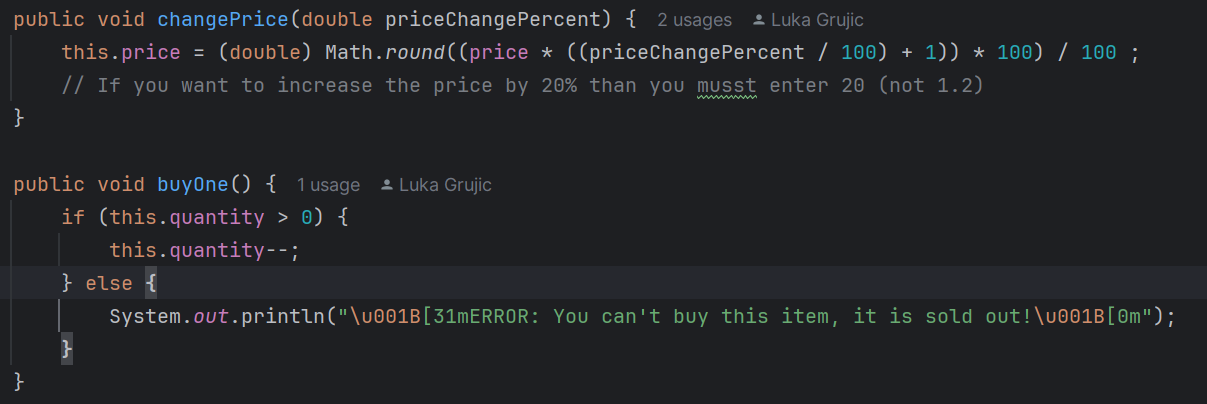 public void changePrice(double priceChangePercent) { 2 usages Luka Grujic
this.price = (double) Math.round((price * ((priceChangePercent / 100) + 1)) * 100) / 100 ;
// If you want to increase the price by 20% than you musst enter 20 (not 1.2)
}
public void buyOne() { 1 usage Luka Grujic
if (this.quantity > 0) {
this.quantity--;
} else {
System.out.println("\u001B[31mERROR: You can't buy this item, it is sold out!\u001B[0m");
}
}